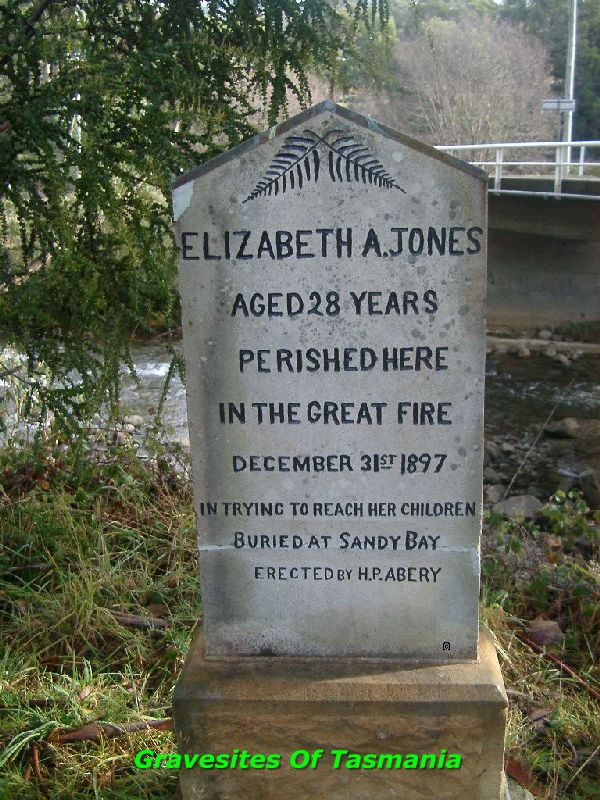 ELIZABETH A. JONES
AGED 28 YEARS
PERISHED HERE
IN THE GREAT FIRE
DECEMBER 31ST 1897
IN TRYING TO REACH HER CHILDREN
BURIED AT SANDY BAY
ERECTED BY H.P. ABERY
Gravesites Of Tasmania